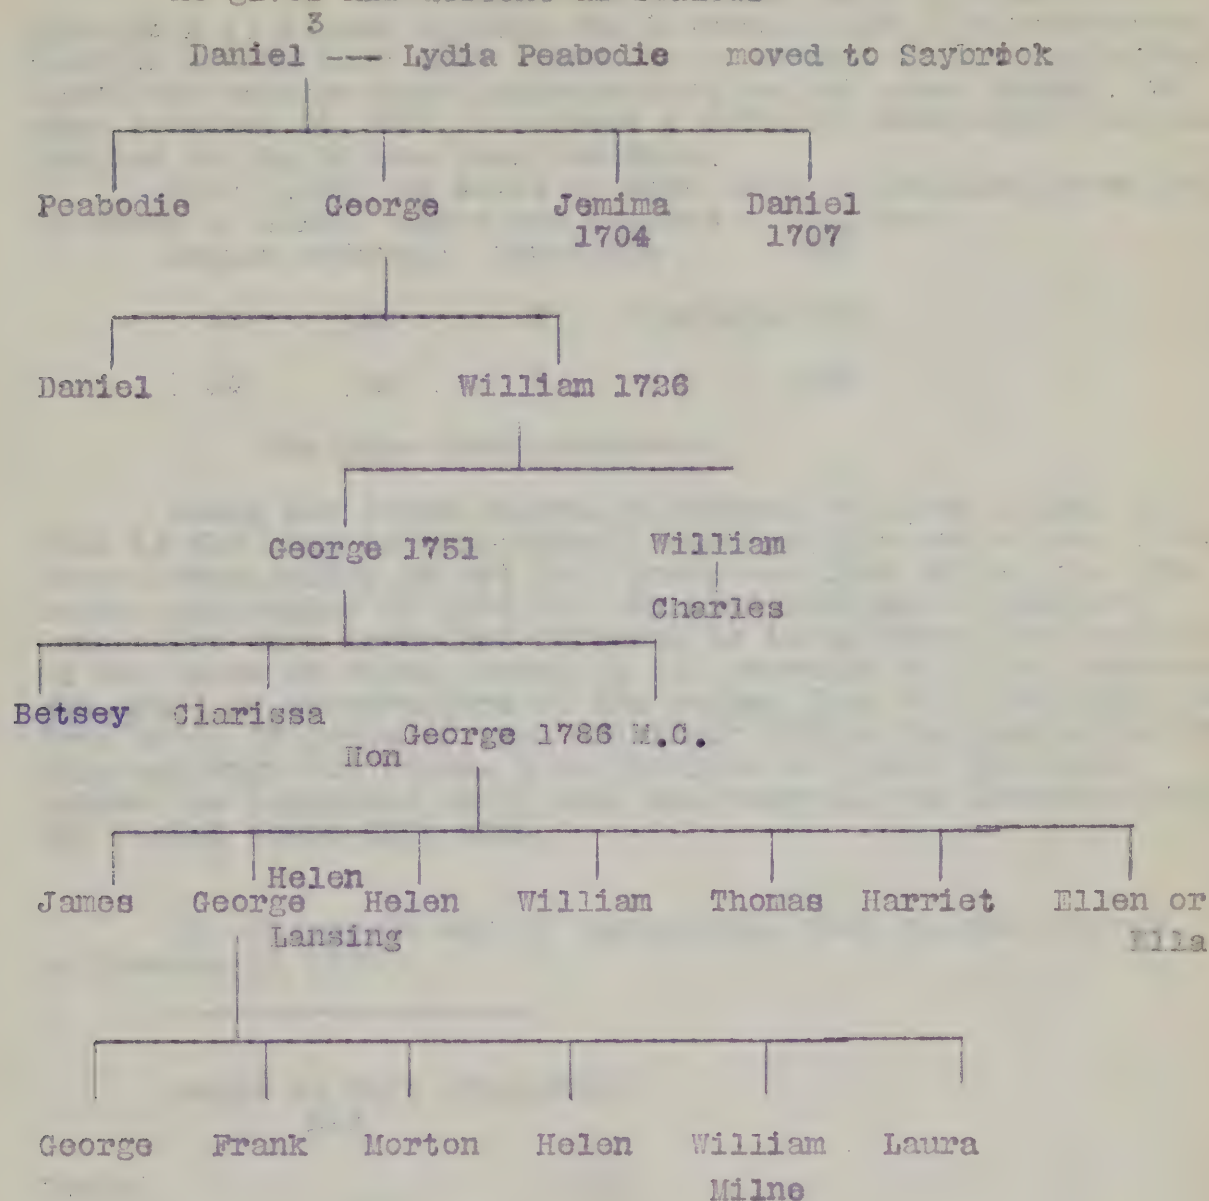 3
Daniel --- Lydia Peabodie moved to Saybrook
Peabodie George Jemima Daniel
1704 1707
Daniel William 1726
George 1751 William
Charles
Betsey Clarissa
Hon George 1786 M.C.
Helen
James George Helen William Thomas Harriet Ellen or
Lansing Ella
George Frank Morton Helen William Laura
Milne